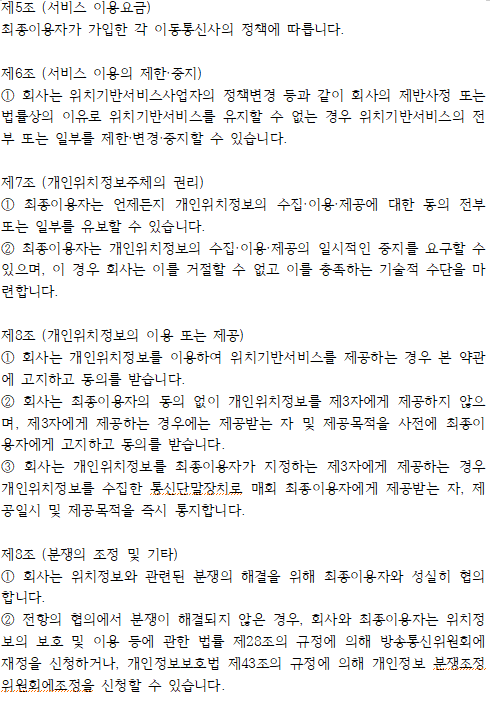 제5조 (서비스 이용요금)
최종이용자가 가입한 각 이동통신사의 정책에 따릅니다.
제6조 (서비스 이용의 제한·중지)
① 회사는 위치기반서비스사업자의 정책변경 등과 같이 회사의 제반사정 또는
법률상의 이유로 위치기반서비스를 유지할 수 없는 경우 위치기반서비스의 전
부 또는 일부를 제한·변경·중지할 수 있습니다.
제7조 (개인위치정보주체의 권리)
① 최종이용자는 언제든지 개인위치정보의 수집·이용·제공에 대한 동의 전부
또는 일부를 유보할 수 있습니다.
② 최종이용자는 개인위치정보의 수집·이용·제공의 일시적인 중지를 요구할 수
있으며, 이 경우 회사는 이를 거절할 수 없고 이를 충족하는 기술적 수단을 마
련합니다.
제8조 (개인위치정보의 이용 또는 제공)
① 회사는 개인위치정보를 이용하여 위치기반서비스를 제공하는 경우 본 약관
에 고지하고 동의를 받습니다.
② 회사는 최종이용자의 동의 없이 개인위치정보를 제3자에게 제공하지 않으
며, 제3자에게 제공하는 경우에는 제공받는 자 및 제공목적을 사전에 최종이
용자에게 고지하고 동의를 받습니다.
③ 회사는 개인위치정보를 최종이용자가 지정하는 제3자에게 제공하는 경우
개인위치정보를 수집한 통신단말장치로 매회 최종이용자에게 제공받는 자, 제
공일시 및 제공목적을 즉시 통지합니다.
제8조 (분쟁의 조정 및 기타)
① 회사는 위치정보와 관련된 분쟁의 해결을 위해 최종이용자와 성실히 협의
합니다.
② 전항의 협의에서 분쟁이 해결되지 않은 경우, 회사와 최종이용자는 위치정
보의 보호 및 이용 등에 관한 법률 제28조의 규정에 의해 방송통신위원회에
재정을 신청하거나, 개인정보보호법 제43조의 규정에 의해 개인정보 분쟁조정
위원회에조정을 신청할 수 있습니다.